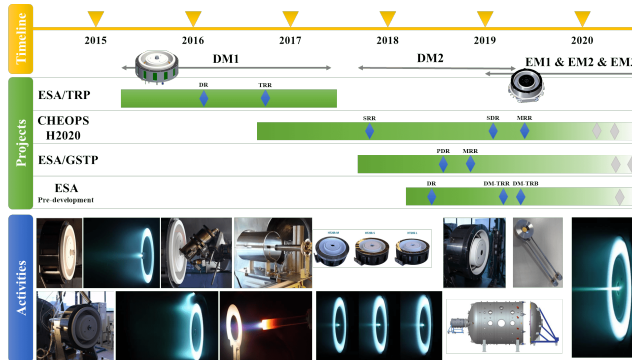 Timeline
2015 2016 2017 2018 2019 2020
DM1
DM2
EM1 & EM2 & EM3
Projects
ESA/TRP
DR TRR
CHEOPS
H2020
SRR SDR MRR
ESA/GSTP
PDR MRR
ESA
Pre-development
DR DM-TRR DM-TRB
Activities